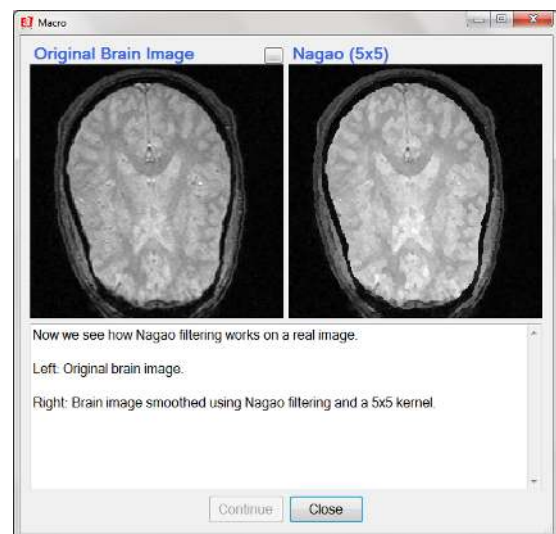 Macro
Original Brain Image
Nagao (5x5)
Now we see how Nagao filtering works on a real image.
Left: Original brain image.
Right: Brain image smoothed using Nagao filtering and a 5x5 kernel.
Continue
Close